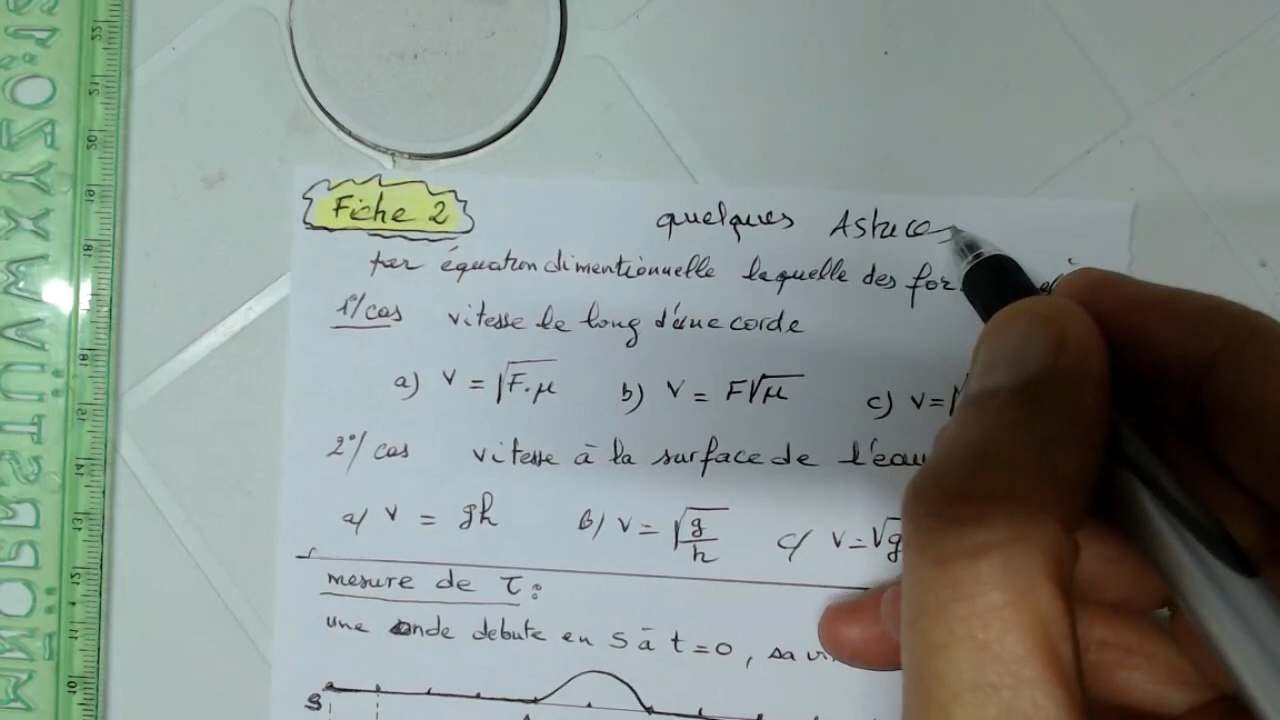 Fiche 2
quelques Astuces
par équation dimentionnelle laquelle des for
1°/ cas vitesse le long d'une corde
a) V = √F.μ b) V = F√μ c) V=√
2°/ cas vitesse à la surface de l'eau
a/ V = gh b/ V = √g/h c/ V=√g
mesure de τ:
une onde debute en S à t=0, sa vi
S